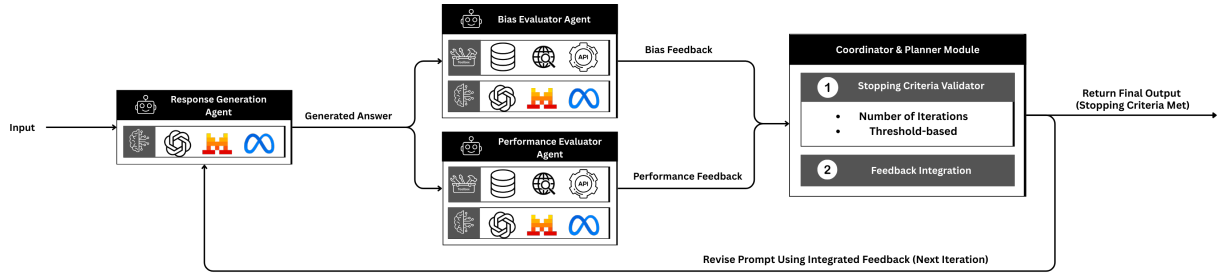 Input
Response Generation
Agent
Generated Answer
Bias Evaluator Agent
Toolbox
API
Performance Evaluator
Agent
Toolbox
API
Bias Feedback
Performance Feedback
Coordinator & Planner Module
1
Stopping Criteria Validator
• Number of Iterations
• Threshold-based
2
Feedback Integration
Return Final Output
(Stopping Criteria Met)
Revise Prompt Using Integrated Feedback (Next Iteration)